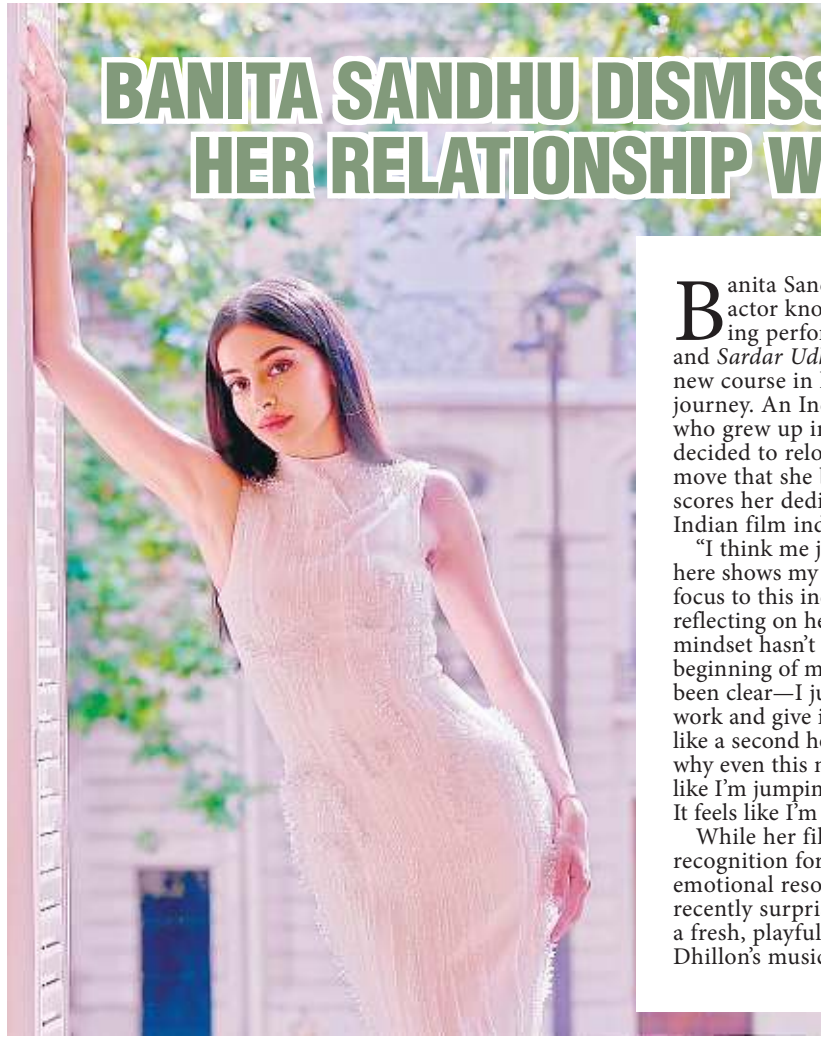 BANITA SANDHU DISMISS
HER RELATIONSHIP W
Banita Sand
actor kno
ing perfor
and Sardar Udh
new course in
journey. An Ind
who grew up in
decided to relo
move that she b
scores her dedi
Indian film ind
“I think me j
here shows my
focus to this ind
reflecting on he
mindset hasn’t
beginning of m
been clear—I ju
work and give i
like a second ho
why even this m
like I’m jumpin
It feels like I’m
While her fil
recognition for
emotional reso
recently surpri
a fresh, playful
Dhillon’s music